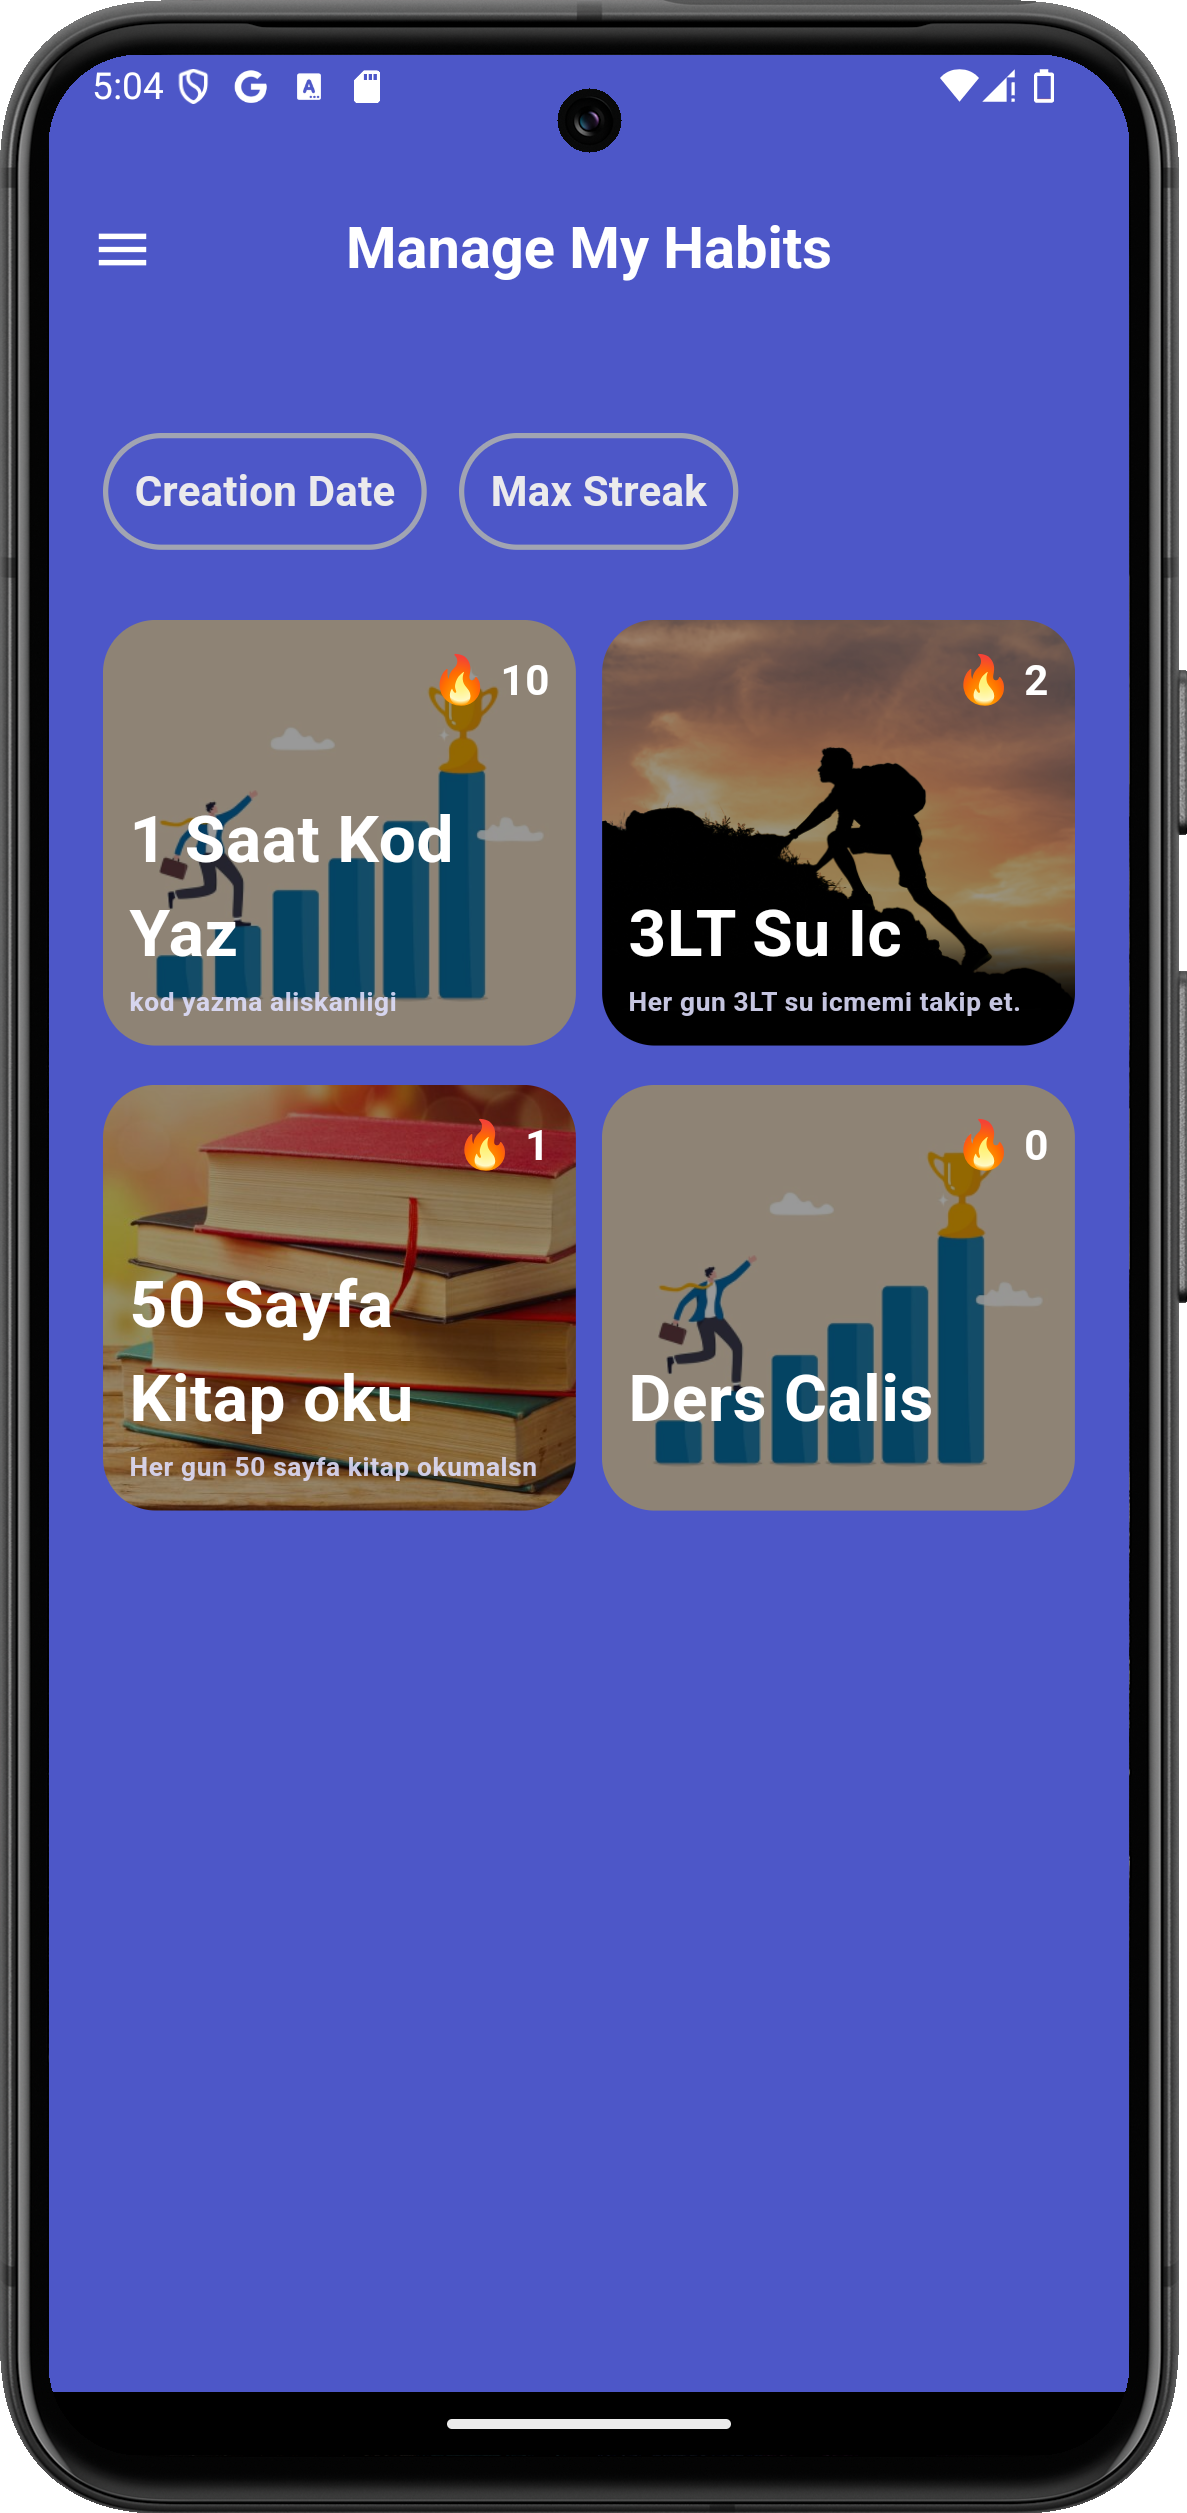 5:04
Manage My Habits
Creation Date
Max Streak
10
1 Saat Kod
Yaz
kod yazma aliskanligi
2
3LT Su Ic
Her gun 3LT su icmemi takip et.
1
50 Sayfa
Kitap oku
Her gun 50 sayfa kitap okumalsn
0
Ders Calis